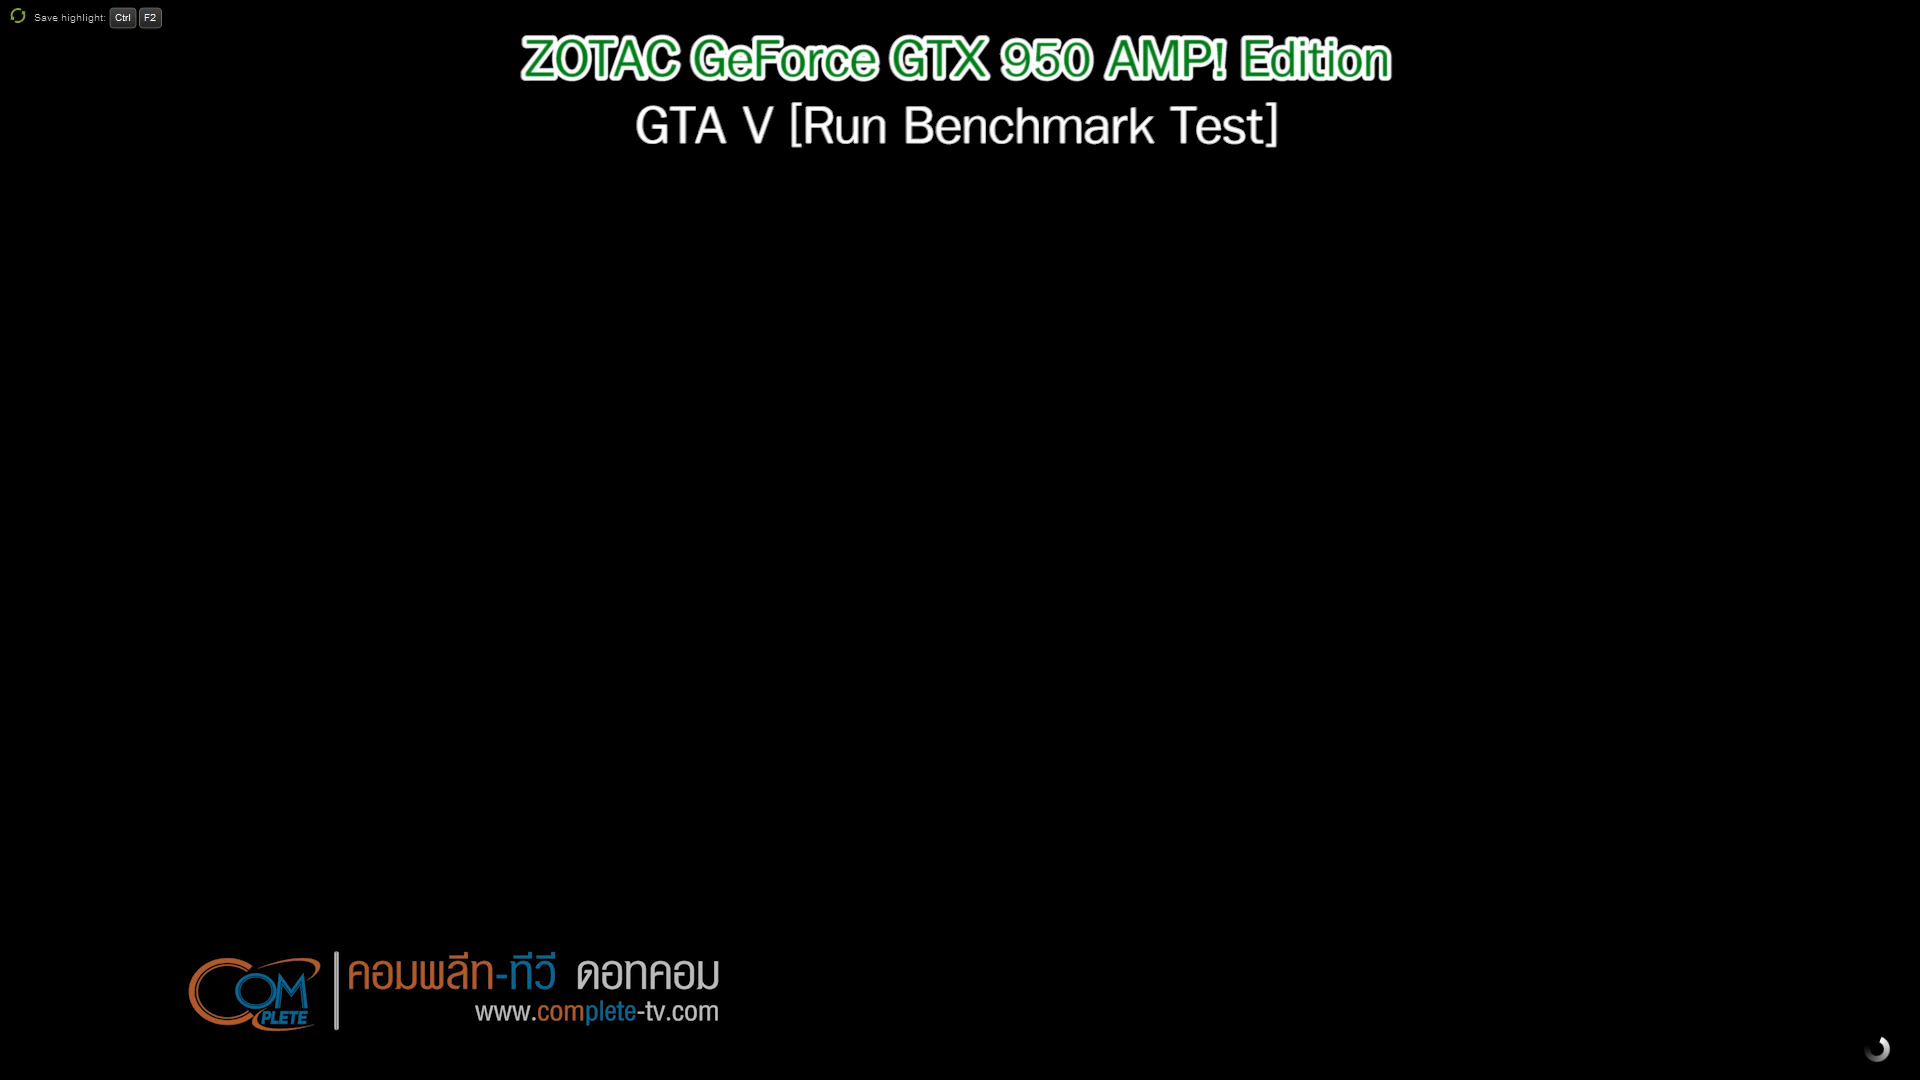 Save highlight: Ctrl F2
ZOTAC GeForce GTX 950 AMP! Edition
GTA V [Run Benchmark Test]
COM
PLETE
คอมพลีท-ทีวี ดอทคอม
www.complete-tv.com